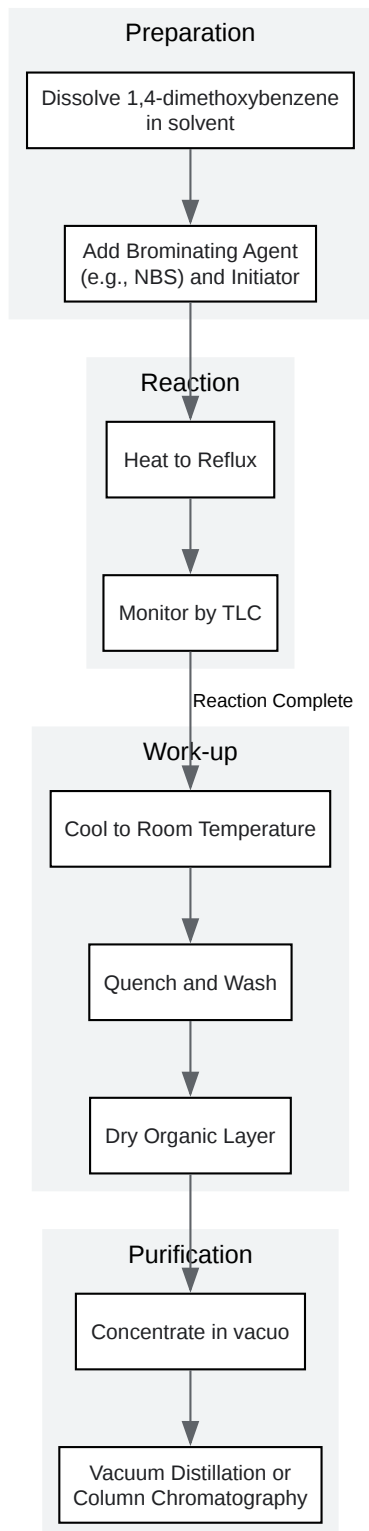 Preparation
Dissolve 1,4-dimethoxybenzene
in solvent
Add Brominating Agent
(e.g., NBS) and Initiator
Reaction
Heat to Reflux
Monitor by TLC
Reaction Complete
Work-up
Cool to Room Temperature
Quench and Wash
Dry Organic Layer
Purification
Concentrate in vacuo
Vacuum Distillation or
Column Chromatography